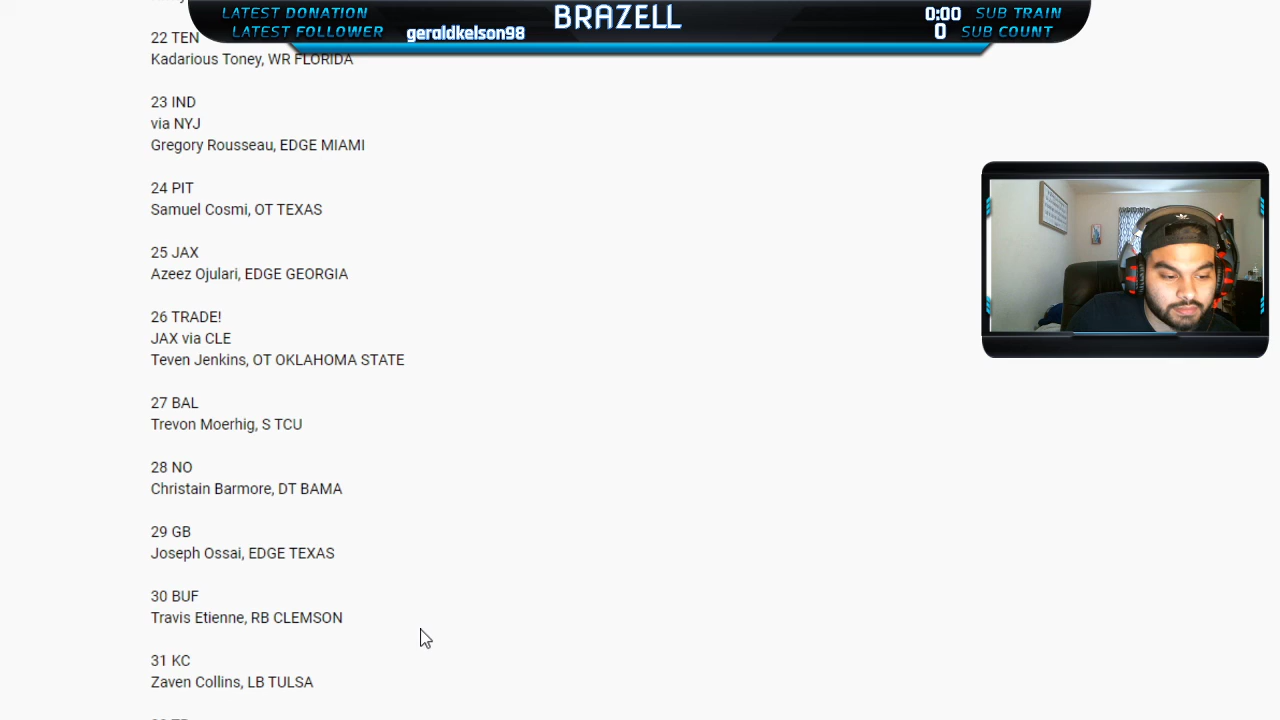 LATEST DONATION
LATEST FOLLOWER geraldkelson98
BRAZELL
0:00 SUB TRAIN
0 SUB COUNT
22 TEN
Kadarious Toney, WR FLORIDA
23 IND
via NYJ
Gregory Rousseau, EDGE MIAMI
24 PIT
Samuel Cosmi, OT TEXAS
25 JAX
Azeez Ojulari, EDGE GEORGIA
26 TRADE!
JAX via CLE
Teven Jenkins, OT OKLAHOMA STATE
27 BAL
Trevon Moerhig, S TCU
28 NO
Christain Barmore, DT BAMA
29 GB
Joseph Ossai, EDGE TEXAS
30 BUF
Travis Etienne, RB CLEMSON
31 KC
Zaven Collins, LB TULSA